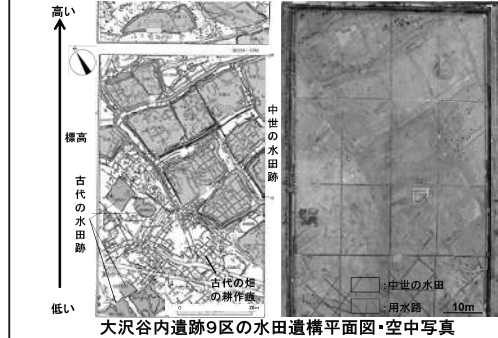 高い
標高
低い
古代の水田跡
中世の水田跡
古代の畑
の耕作痕
中世の水田
用水路
10m
大沢谷内遺跡9区の水田遺構平面図・空中写真